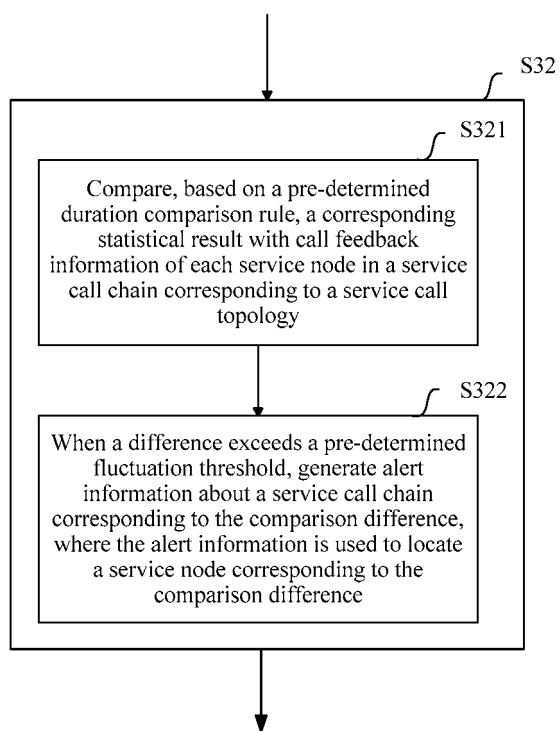 S32
S321
Compare, based on a pre-determined
duration comparison rule, a corresponding
statistical result with call feedback
information of each service node in a service
call chain corresponding to a service call
topology
S322
When a difference exceeds a pre-determined
fluctuation threshold, generate alert
information about a service call chain
corresponding to the comparison difference,
where the alert information is used to locate
a service node corresponding to the
comparison difference